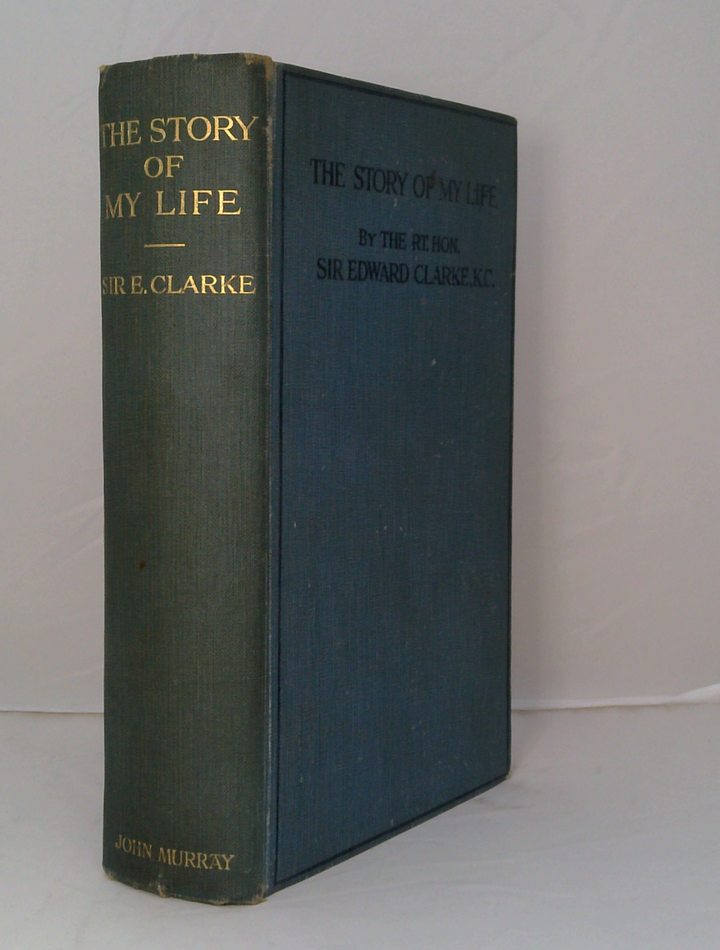 THE STORY
OF
MY LIFE
SIR E. CLARKE
JOHN MURRAY
THE STORY OF MY LIFE
BY THE RT. HON.
SIR EDWARD CLARKE. K.C.